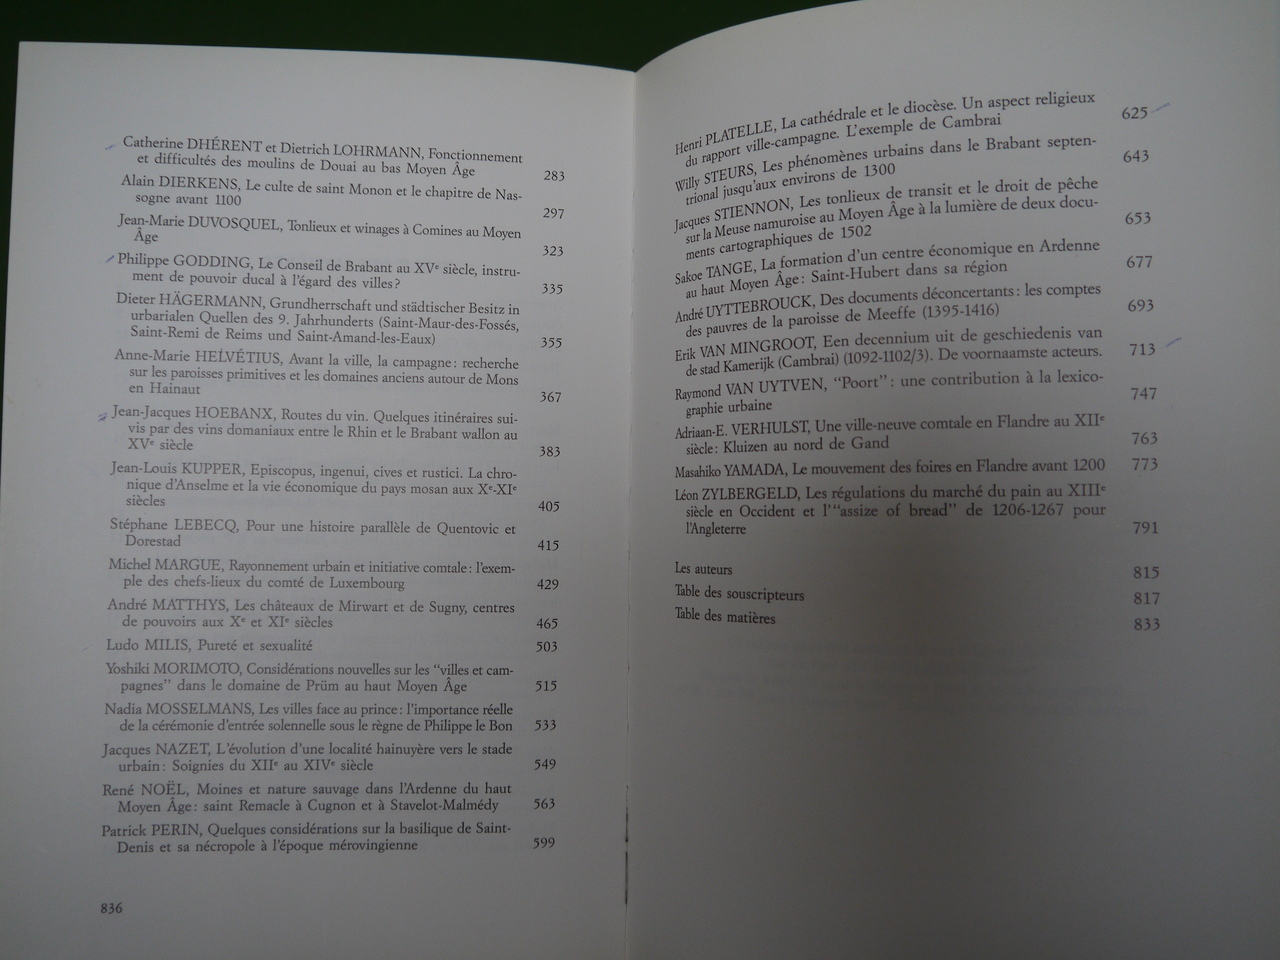 Catherine DHÉRENT et Dietrich LOHRMANN, Fonctionnement
et difficultés des moulins de Douai au bas Moyen Âge 283
Alain DIERKENS, Le culte de saint Monon et le chapitre de Nas-
sogne avant 1100 297
Jean-Marie DUVOSQUEL, Tonlieux et winages à Comines au Moyen
Âge 323
Philippe GODDING, Le Conseil de Brabant au XVe siècle, instru-
ment de pouvoir ducal à l'égard des villes? 335
Dieter HÄGERMANN, Grundherrschaft und städtischer Besitz in
urbarialen Quellen des 9. Jahrhunderts (Saint-Maur-des-Fossés,
Saint-Remi de Reims und Saint-Amand-les-Eaux) 355
Anne-Marie HELVÉTIUS, Avant la ville, la campagne: recherche
sur les paroisses primitives et les domaines anciens autour de Mons
en Hainaut 367
Jean-Jacques HOEBANX, Routes du vin. Quelques itinéraires sui-
vis par des vins domaniaux entre le Rhin et le Brabant wallon au
XVe siècle 383
Jean-Louis KUPPER, Episcopus, ingenui, cives et rustici. La chro-
nique d'Anselme et la vie économique du pays mosan aux Xe-XIe
siècles 405
Stéphane LEBECQ, Pour une histoire parallèle de Quentovic et
Dorestad 415
Michel MARGUE, Rayonnement urbain et initiative comtale: l'exem-
ple des chefs-lieux du comté de Luxembourg 429
André MATTHYS, Les châteaux de Mirwart et de Sugny, centres
de pouvoirs aux Xe et XIe siècles 465
Ludo MILIS, Pureté et sexualité 503
Yoshiki MORIMOTO, Considérations nouvelles sur les "villes et cam-
pagnes" dans le domaine de Prüm au haut Moyen Âge 515
Nadia MOSSELMANS, Les villes face au prince: l'importance réelle
de la cérémonie d'entrée solennelle sous le règne de Philippe le Bon 533
Jacques NAZET, L'évolution d'une localité hainuyère vers le stade
urbain: Soignies du XIIe au XIVe siècle 549
René NOËL, Moines et nature sauvage dans l'Ardenne du haut
Moyen Âge: saint Remacle à Cugnon et à Stavelot-Malmédy 563
Patrick PERIN, Quelques considérations sur la basilique de Saint-
Denis et sa nécropole à l'époque mérovingienne 599
836
Henri PLATELLE, La cathédrale et le diocèse. Un aspect religieux
du rapport ville-campagne. L'exemple de Cambrai 625
Willy STEURS, Les phénomènes urbains dans le Brabant septen-
trional jusqu'aux environs de 1300 643
Jacques STIENNON, Les tonlieux de transit et le droit de pêche
sur la Meuse namuroise au Moyen Âge à la lumière de deux docu-
ments cartographiques de 1502 653
Sakoe TANGE, La formation d'un centre économique en Ardenne
au haut Moyen Âge: Saint-Hubert dans sa région 677
André UYTTEBROUCK, Des documents déconcertants: les comptes
des pauvres de la paroisse de Meeffe (1395-1416) 693
Erik VAN MINGROOT, Een decennium uit de geschiedenis van
de stad Kamerijk (Cambrai) (1092-1102/3). De voornaamste acteurs. 713
Raymond VAN UYTVEN, "Poort": une contribution à la lexico-
graphie urbaine 747
Adriaan-E. VERHULST, Une ville-neuve comtale en Flandre au XIIe
siècle: Kluizen au nord de Gand 763
Masahiko YAMADA, Le mouvement des foires en Flandre avant 1200 773
Léon ZYLBERGELD, Les régulations du marché du pain au XIIIe
siècle en Occident et l'"assize of bread" de 1206-1267 pour
l'Angleterre 791
Les auteurs 815
Table des souscripteurs 817
Table des matières 833